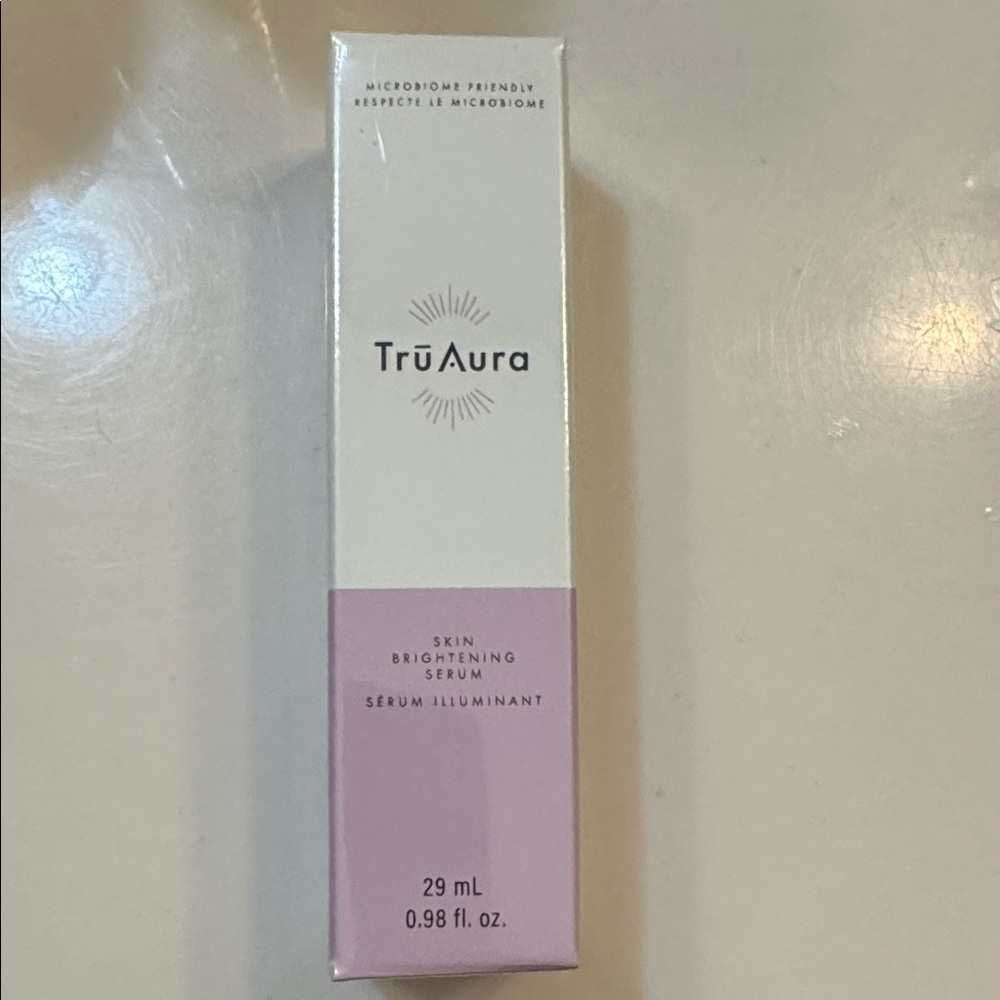 MICROBIOME FRIENDLY
RESPECTE LE MICROBIOME
TrūAura
SKIN
BRIGHTENING
SERUM
SÉRUM ILLUMINANT
29 mL
0.98 fl. oz.